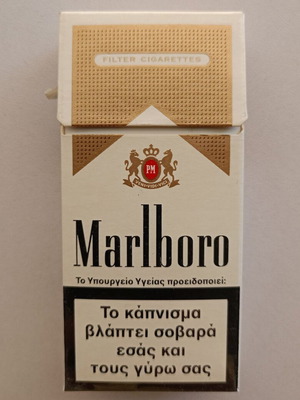 FILTER CIGARETTES
PM
Marlboro
Το Υπουργείο Υγείας προειδοποιεί:
Το κάπνισμα
βλάπτει σοβαρά
εσάς και
τους γύρω σας